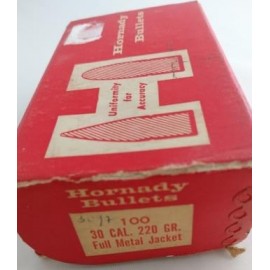 Hornady
Bullets
Uniformity
for
Accuracy
Hornady
Bullets
100
30 CAL. 220 GR.
Full Metal Jacket